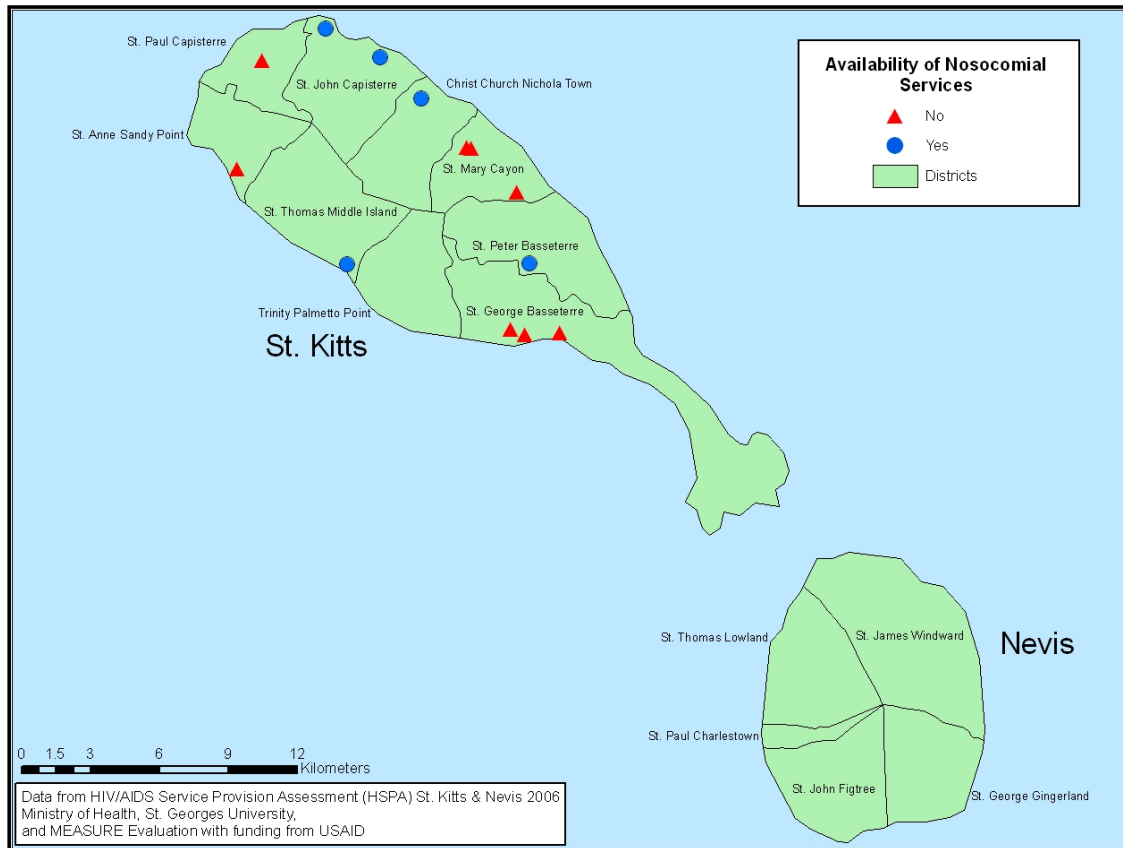 St. Paul Capisterre
St. John Capisterre
Christ Church Nichola Town
St. Anne Sandy Point
St. Mary Cayon
St. Thomas Middle Island
St. Peter Basseterre
Trinity Palmetto Point
St. George Basseterre
St. Kitts
Availability of Nosocomial
Services
No
Yes
Districts
St. Thomas Lowland
St. James Windward
Nevis
St. Paul Charlestown
St. John Figtree
St. George Gingerland
0 1.5 3 6 9 12
Kilometers
Data from HIV/AIDS Service Provision Assessment (HSPA) St. Kitts & Nevis 2006
Ministry of Health, St. Georges University,
and MEASURE Evaluation with funding from USAID